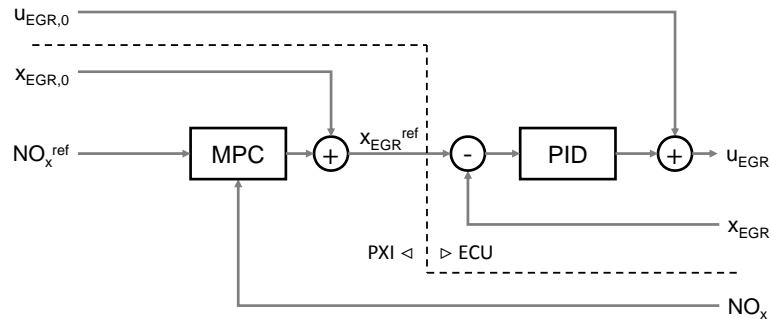 u_EGR,0
x_EGR,0
NO_x^ref
MPC
+
x_EGR^ref
-
PID
+
u_EGR
x_EGR
PXI ◁ ▷ ECU
NO_x